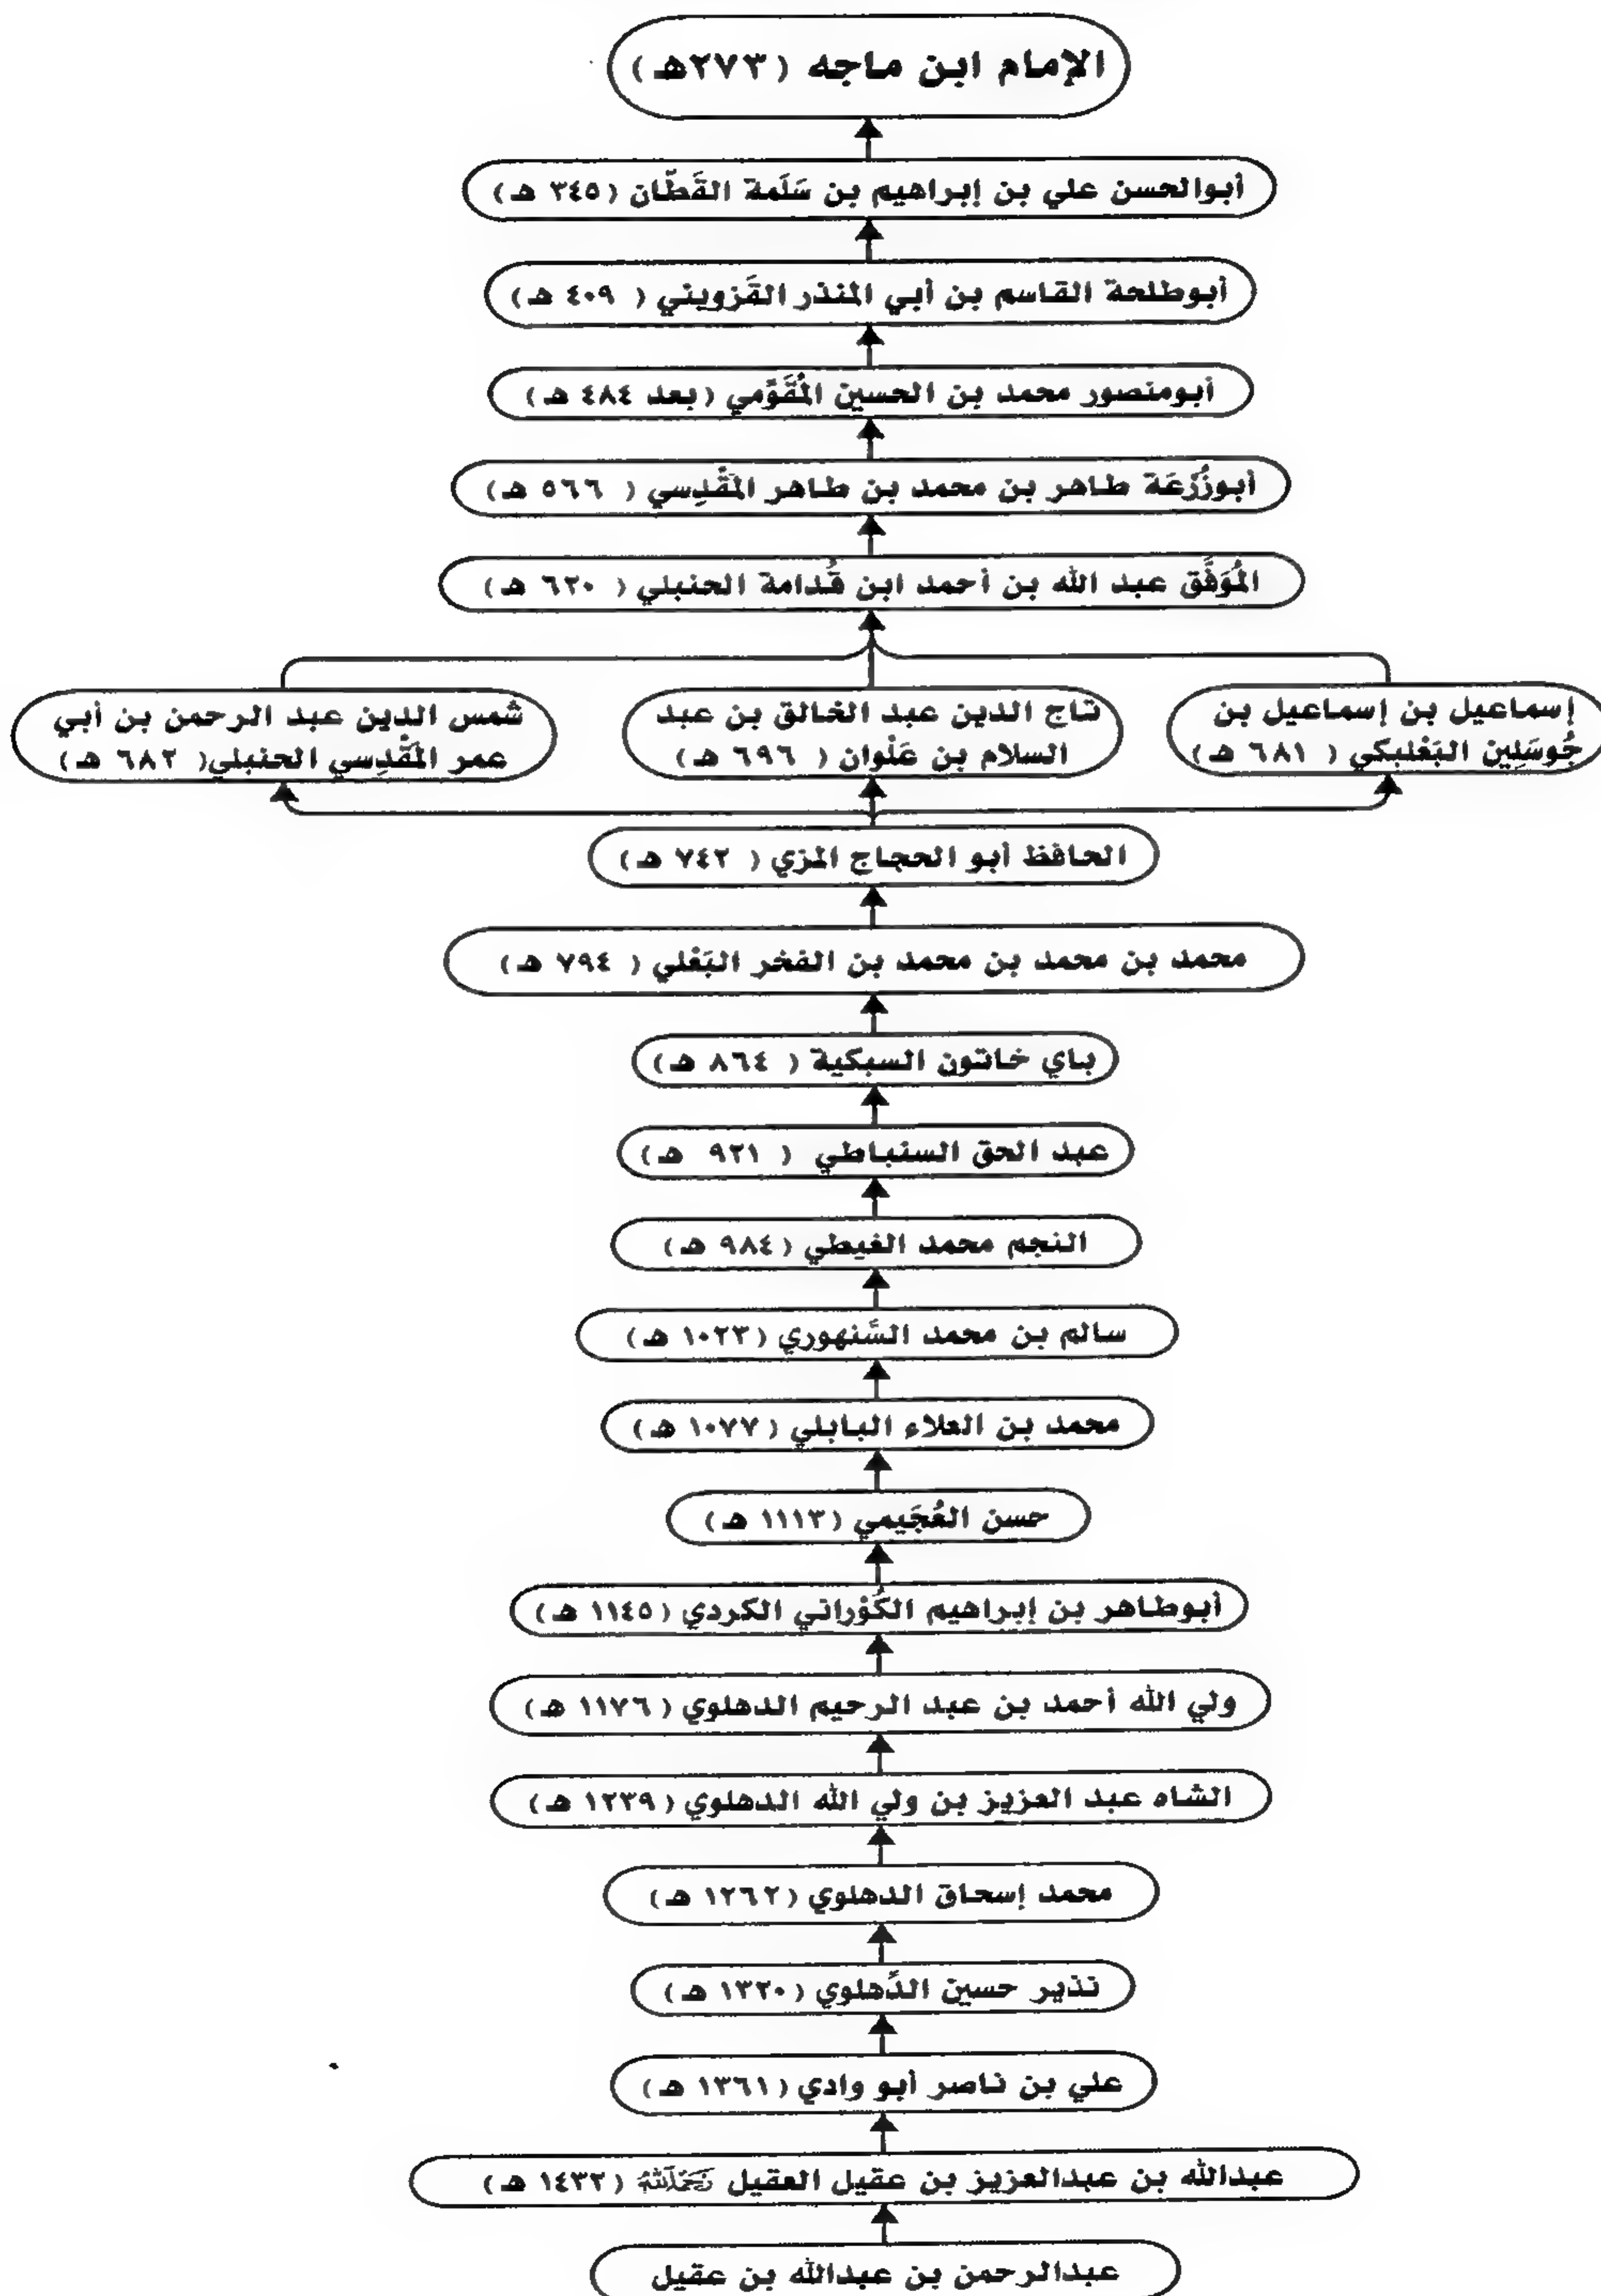 الإمام ابن ماجه (٢٧٣هـ)
أبوالحسن علي بن إبراهيم بن سَلَمة القَطّان (٣٤٥ هـ)
أبوطلحة القاسم بن أبي المنذر القَزويني ( ٤٠٩ هـ)
أبومنصور محمد بن الحسين المُقَوِّمي (بعد ٤٨٤ هـ)
أبوزُرْعَة طاهر بن محمد بن طاهر المَقْدِسي ( ٥٦٦ هـ)
المُوَفَّق عبد الله بن أحمد ابن قُدامة الحنبلي ( ٦٢٠ هـ)
إسماعيل بن إسماعيل بن
جُوسَلِين البَعْلبكي ( ٦٨١ هـ)
تاج الدين عبد الخالق بن عبد
السلام بن عَلْوان ( ٦٩٦ هـ)
شمس الدين عبد الرحمن بن أبي
عمر المَقْدِسي الحنبلي( ٦٨٢ هـ)
الحافظ أبو الحجاج المزي ( ٧٤٢ هـ)
محمد بن محمد بن محمد بن الفخر البَعْلي ( ٧٩٤ هـ)
باي خاتون السبكية ( ٨٦٤ هـ)
عبد الحق السنباطي ( ٩٢١ هـ)
النجم محمد الغيطي (٩٨٤ هـ)
سالم بن محمد السَّنهوري (١٠٢٣ هـ)
محمد بن العلاء البابلي (١٠٧٧ هـ)
حسن العُجَيمي (١١١٣ هـ)
أبوطاهر بن إبراهيم الكُوْراني الكردي (١١٤٥ هـ)
ولي الله أحمد بن عبد الرحيم الدهلوي (١١٧٦ هـ)
الشاه عبد العزيز بن ولي الله الدهلوي (١٢٣٩ هـ)
محمد إسحاق الدهلوي (١٢٦٢ هـ)
نذير حسين الدِّهلوي (١٣٢٠ هـ)
علي بن ناصر أبو وادي (١٣٦١ هـ)
عبدالله بن عبدالعزيز بن عقيل العقيل رَحِمَهُ اللهُ (١٤٣٢ هـ)
عبدالرحمن بن عبدالله بن عقيل